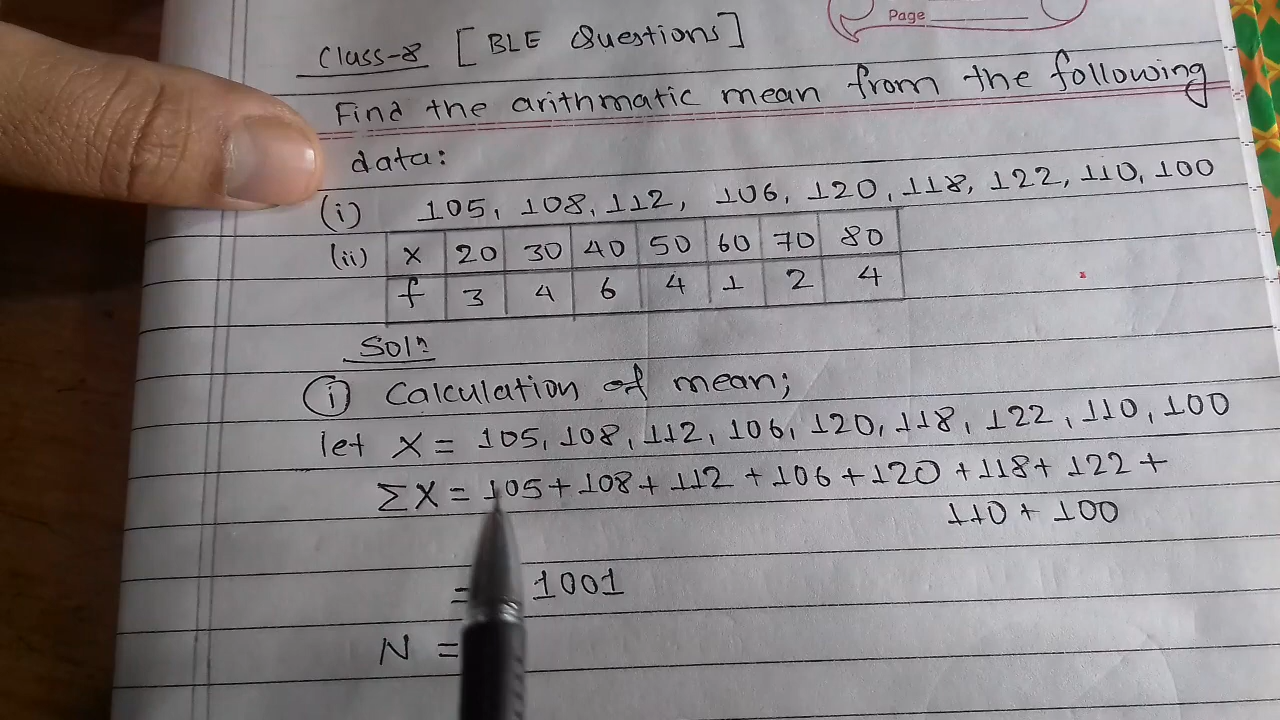 Page
Class-8 [BLE Questions]
Find the arithmatic mean from the following
data:
(i) 105, 108, 112, 106, 120, 118, 122, 110, 100
(ii) x 20 30 40 50 60 70 80
f 3 4 6 4 1 2 4
Solⁿ
(i) Calculation of mean;
let X = 105, 108, 112, 106, 120, 118, 122, 110, 100
ΣX = 105 + 108 + 112 + 106 + 120 + 118 + 122 +
110 + 100
= 1001
N =